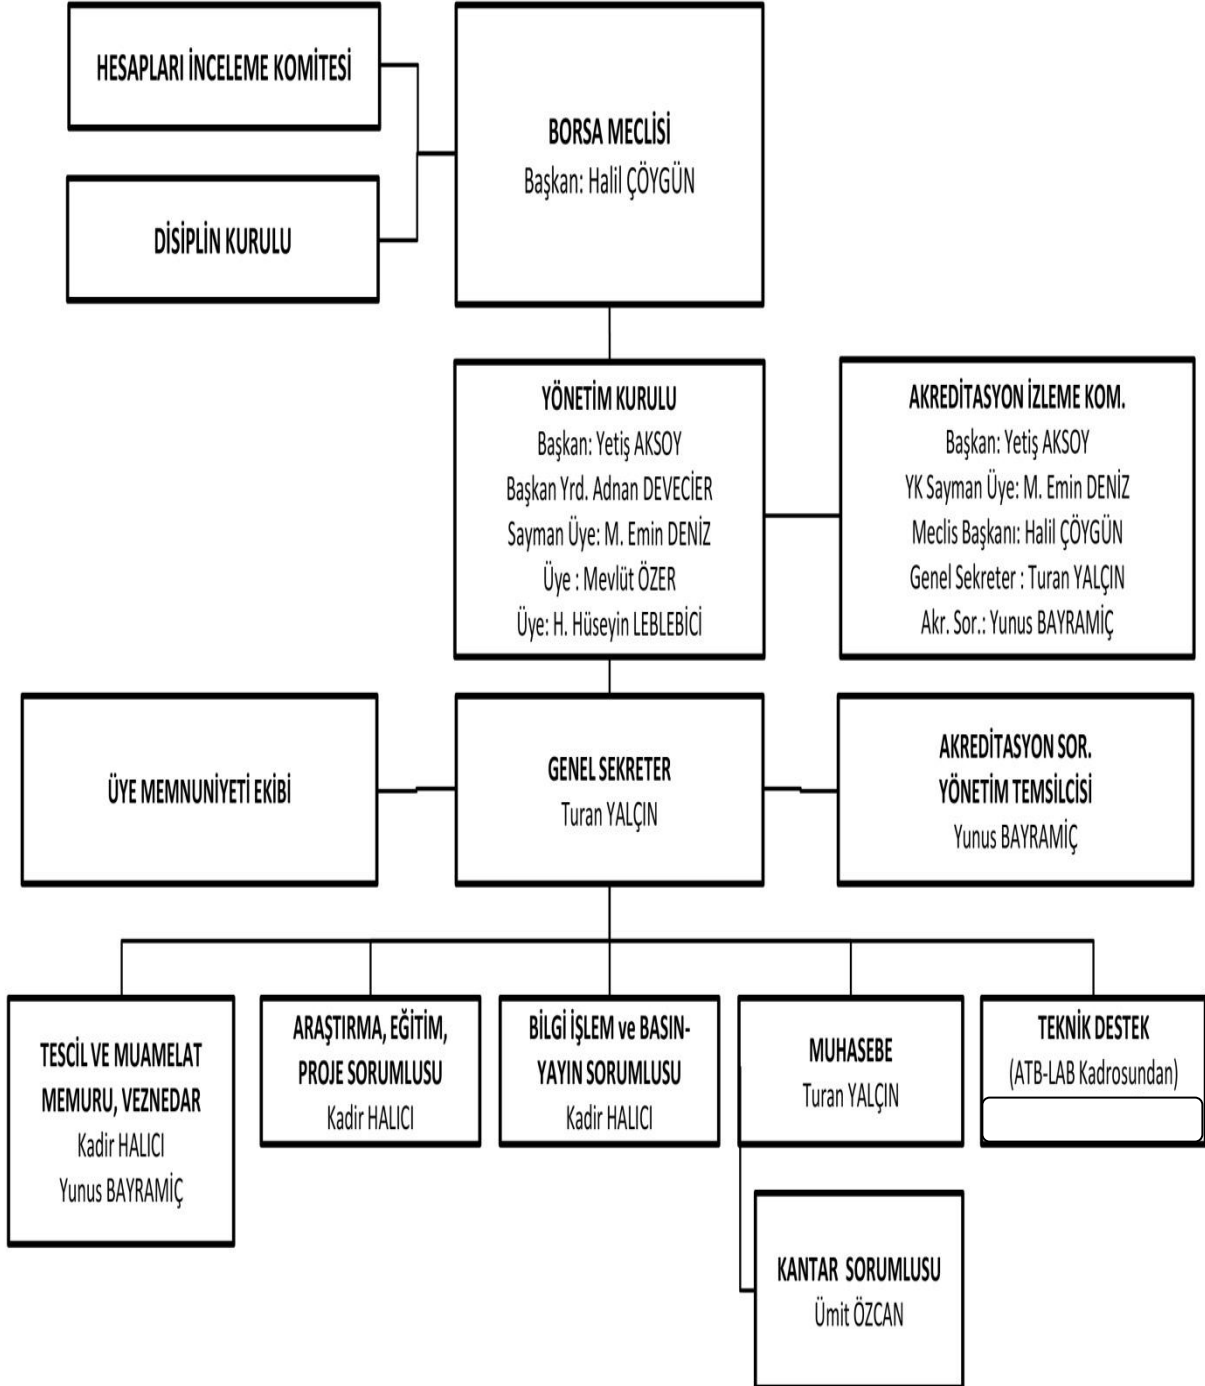 HESAPLARI İNCELEME KOMİTESİ
DİSİPLİN KURULU
BORSA MECLİSİ
Başkan: Halil ÇÖYGÜN
YÖNETİM KURULU
Başkan: Yetiş AKSOY
Başkan Yrd. Adnan DEVECİER
Sayman Üye: M. Emin DENİZ
Üye : Mevlüt ÖZER
Üye: H. Hüseyin LEBLEBİCİ
AKREDİTASYON İZLEME KOM.
Başkan: Yetiş AKSOY
YK Sayman Üye: M. Emin DENİZ
Meclis Başkanı: Halil ÇÖYGÜN
Genel Sekreter : Turan YALÇIN
Akr. Sor.: Yunus BAYRAMİÇ
ÜYE MEMNUNİYETİ EKİBİ
GENEL SEKRETER
Turan YALÇIN
AKREDİTASYON SOR.
YÖNETİM TEMSİLCİSİ
Yunus BAYRAMİÇ
TESCİL VE MUAMELAT
MEMURU, VEZNEDAR
Kadir HALICI
Yunus BAYRAMİÇ
ARAŞTIRMA, EĞİTİM,
PROJE SORUMLUSU
Kadir HALICI
BİLGİ İŞLEM ve BASIN-
YAYIN SORUMLUSU
Kadir HALICI
MUHASEBE
Turan YALÇIN
TEKNİK DESTEK
(ATB-LAB Kadrosundan)
KANTAR SORUMLUSU
Ümit ÖZCAN